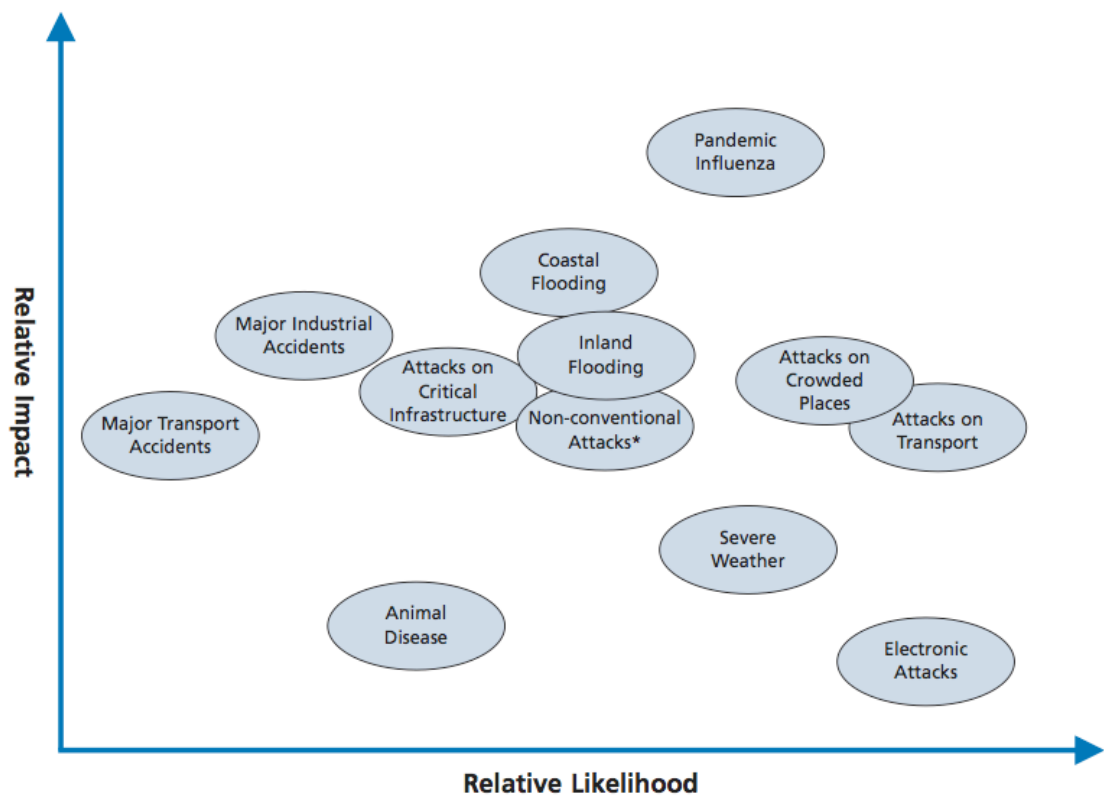 Pandemic
Influenza
Coastal
Flooding
Major Industrial
Accidents
Inland
Flooding
Attacks on
Critical
Infrastructure
Attacks on
Crowded
Places
Major Transport
Accidents
Non-conventional
Attacks*
Attacks on
Transport
Severe
Weather
Animal
Disease
Electronic
Attacks
Relative Impact
Relative Likelihood